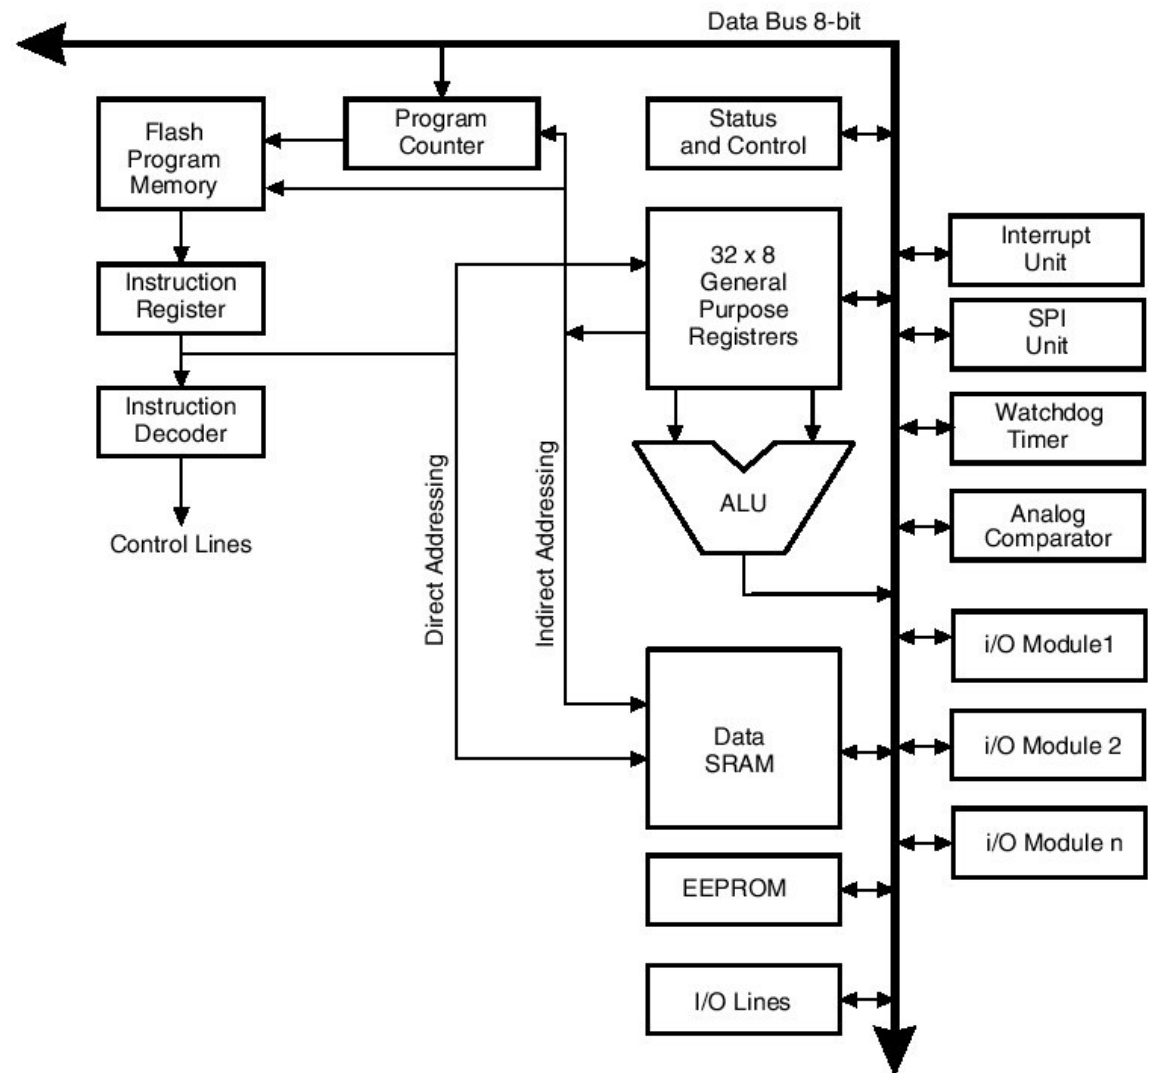 Data Bus 8-bit
Flash
Program
Memory
Program
Counter
Status
and Control
32 x 8
General
Purpose
Registrers
Instruction
Register
Instruction
Decoder
Control Lines
Direct Addressing
Indirect Addressing
ALU
Data
SRAM
EEPROM
I/O Lines
Interrupt
Unit
SPI
Unit
Watchdog
Timer
Analog
Comparator
i/O Module1
i/O Module 2
i/O Module n